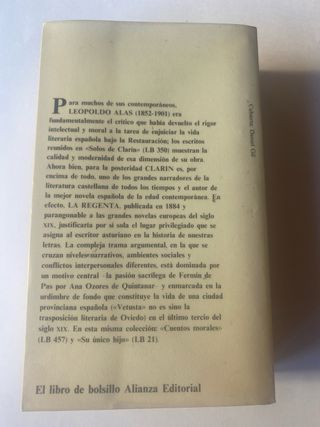 Para muchos de sus contemporáneos,
LEOPOLDO ALAS (1852-1901) era
fundamentalmente el crítico que había devuelto el rigor
intelectual y moral a la tarea de enjuiciar la vida
literaria española bajo la Restauración; los escritos
reunidos en «Solos de Clarín» (LB 350) muestran la
calidad y modernidad de esa dimensión de su obra.
Ahora bien, para la posteridad CLARIN es, por
encima de todo, uno de los grandes narradores de la
literatura castellana de todos los tiempos y el autor de
la mejor novela española de la edad contemporánea. En
efecto, LA REGENTA, publicada en 1884 y
parangonable a las grandes novelas europeas del siglo
XIX, justificaría por sí sola el lugar privilegiado que se
asigna al escritor asturiano en la historia de nuestras
letras. La compleja trama argumental, en la que se
cruzan niveles narrativos, ambientes sociales y
conflictos interpersonales diferentes, está dominada por
un motivo central -la pasión sacrílega de Fermín de
Pas por Ana Ozores de Quintanar- y enmarcada en la
urdimbre de fondo que constituye la vida de una ciudad
provinciana española («Vetusta» no es sino la
trasposición literaria de Oviedo) en el último tercio del
siglo XIX. En esta misma colección: «Cuentos morales»
(LB 457) y «Su único hijo» (LB 21).
El libro de bolsillo Alianza Editorial
Cubierta: Daniel Gil